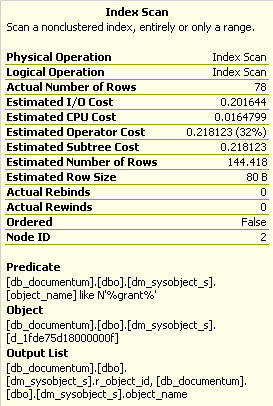 Index Scan
Scan a nonclustered index, entirely or only a range.
Physical Operation Index Scan
Logical Operation Index Scan
Actual Number of Rows 78
Estimated I/O Cost 0.201644
Estimated CPU Cost 0.0164799
Estimated Operator Cost 0.218123 (32%)
Estimated Subtree Cost 0.218123
Estimated Number of Rows 144.418
Estimated Row Size 80 B
Actual Rebinds 0
Actual Rewinds 0
Ordered False
Node ID 2
Predicate
[db_documentum].[dbo].[dm_sysobject_s].
[object_name] like N'%grant%'
Object
[db_documentum].[dbo].[dm_sysobject_s].
[d_1fde75d18000000f]
Output List
[db_documentum].[dbo].
[dm_sysobject_s].r_object_id, [db_documentum].
[dbo].[dm_sysobject_s].object_name